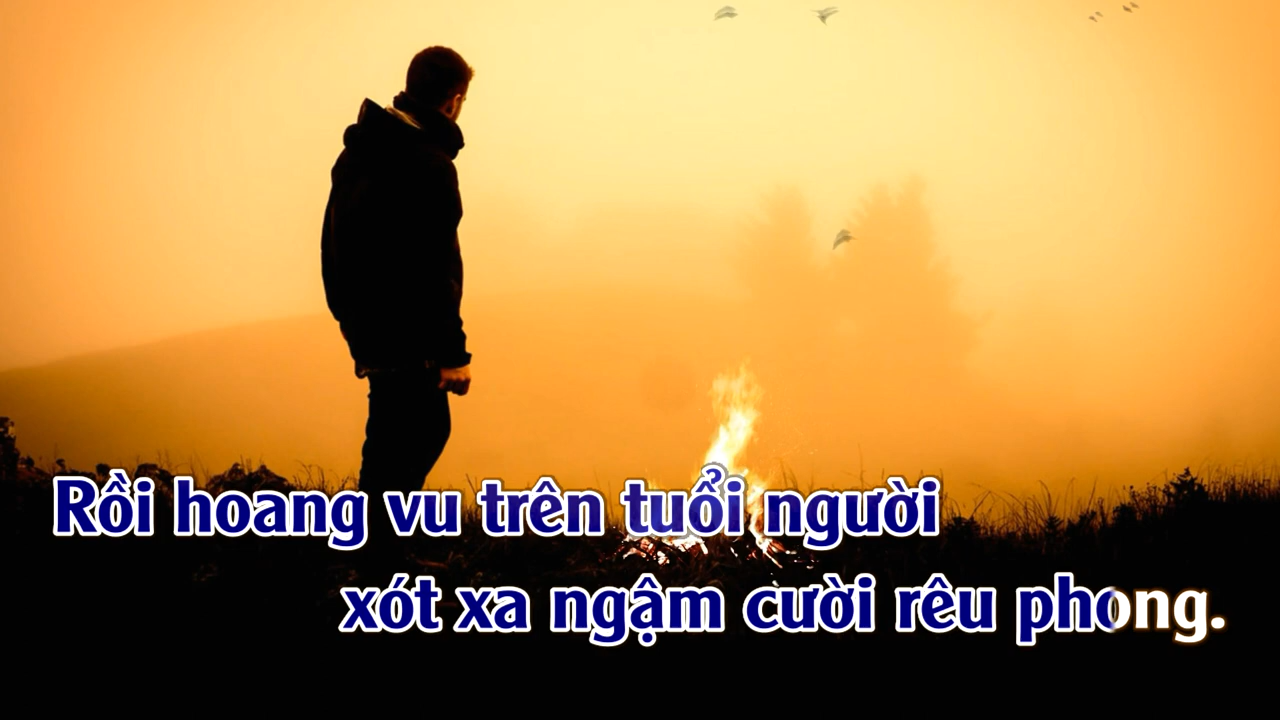 Rồi hoang vu trên tuổi người
xót xa ngậm cười rêu phong.